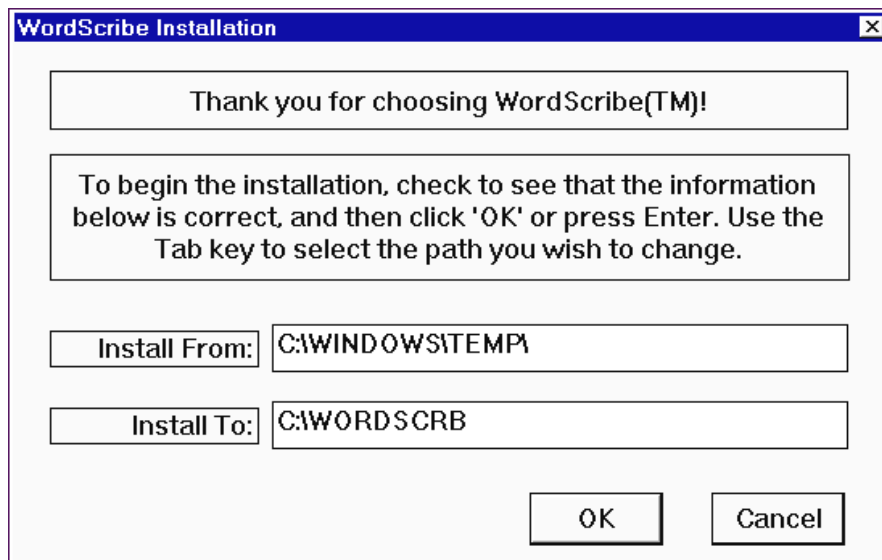 WordScribe Installation
Thank you for choosing WordScribe(TM)!
To begin the installation, check to see that the information
below is correct, and then click 'OK' or press Enter. Use the
Tab key to select the path you wish to change.
Install From: C:\WINDOWS\TEMP\
Install To: C:\WORDSCRB
OK Cancel